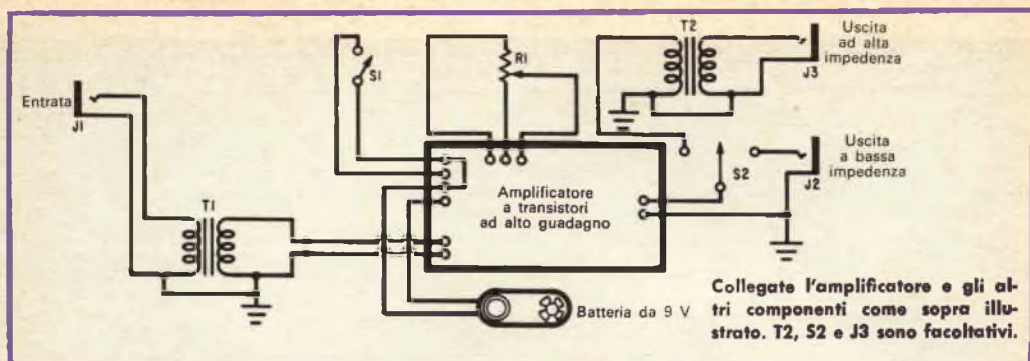 T2
Uscita
ad alta
impedenza
J3
S1
R1
Entrata
J1
Uscita
a bassa
impedenza
S2
J2
Amplificatore
a transistori
ad alto guadagno
T1
Batteria da 9 V
Collegate l'amplificatore e gli al-
tri componenti come sopra illu-
strato. T2, S2 e J3 sono facoltativi.